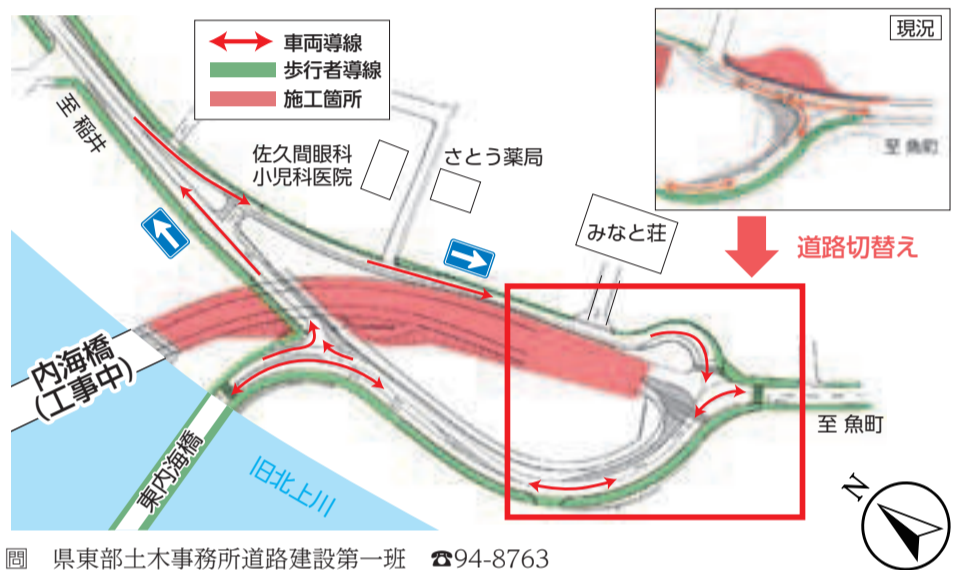 車両導線
歩行者導線
施工箇所
現況
至 魚町
道路切替え
至 稲井
佐久間眼科
小児科医院
さとう薬局
みなと荘
内海橋
(工事中)
東内海橋
旧北上川
至 魚町
N
問 県東部土木事務所道路建設第一班 ☎94-8763